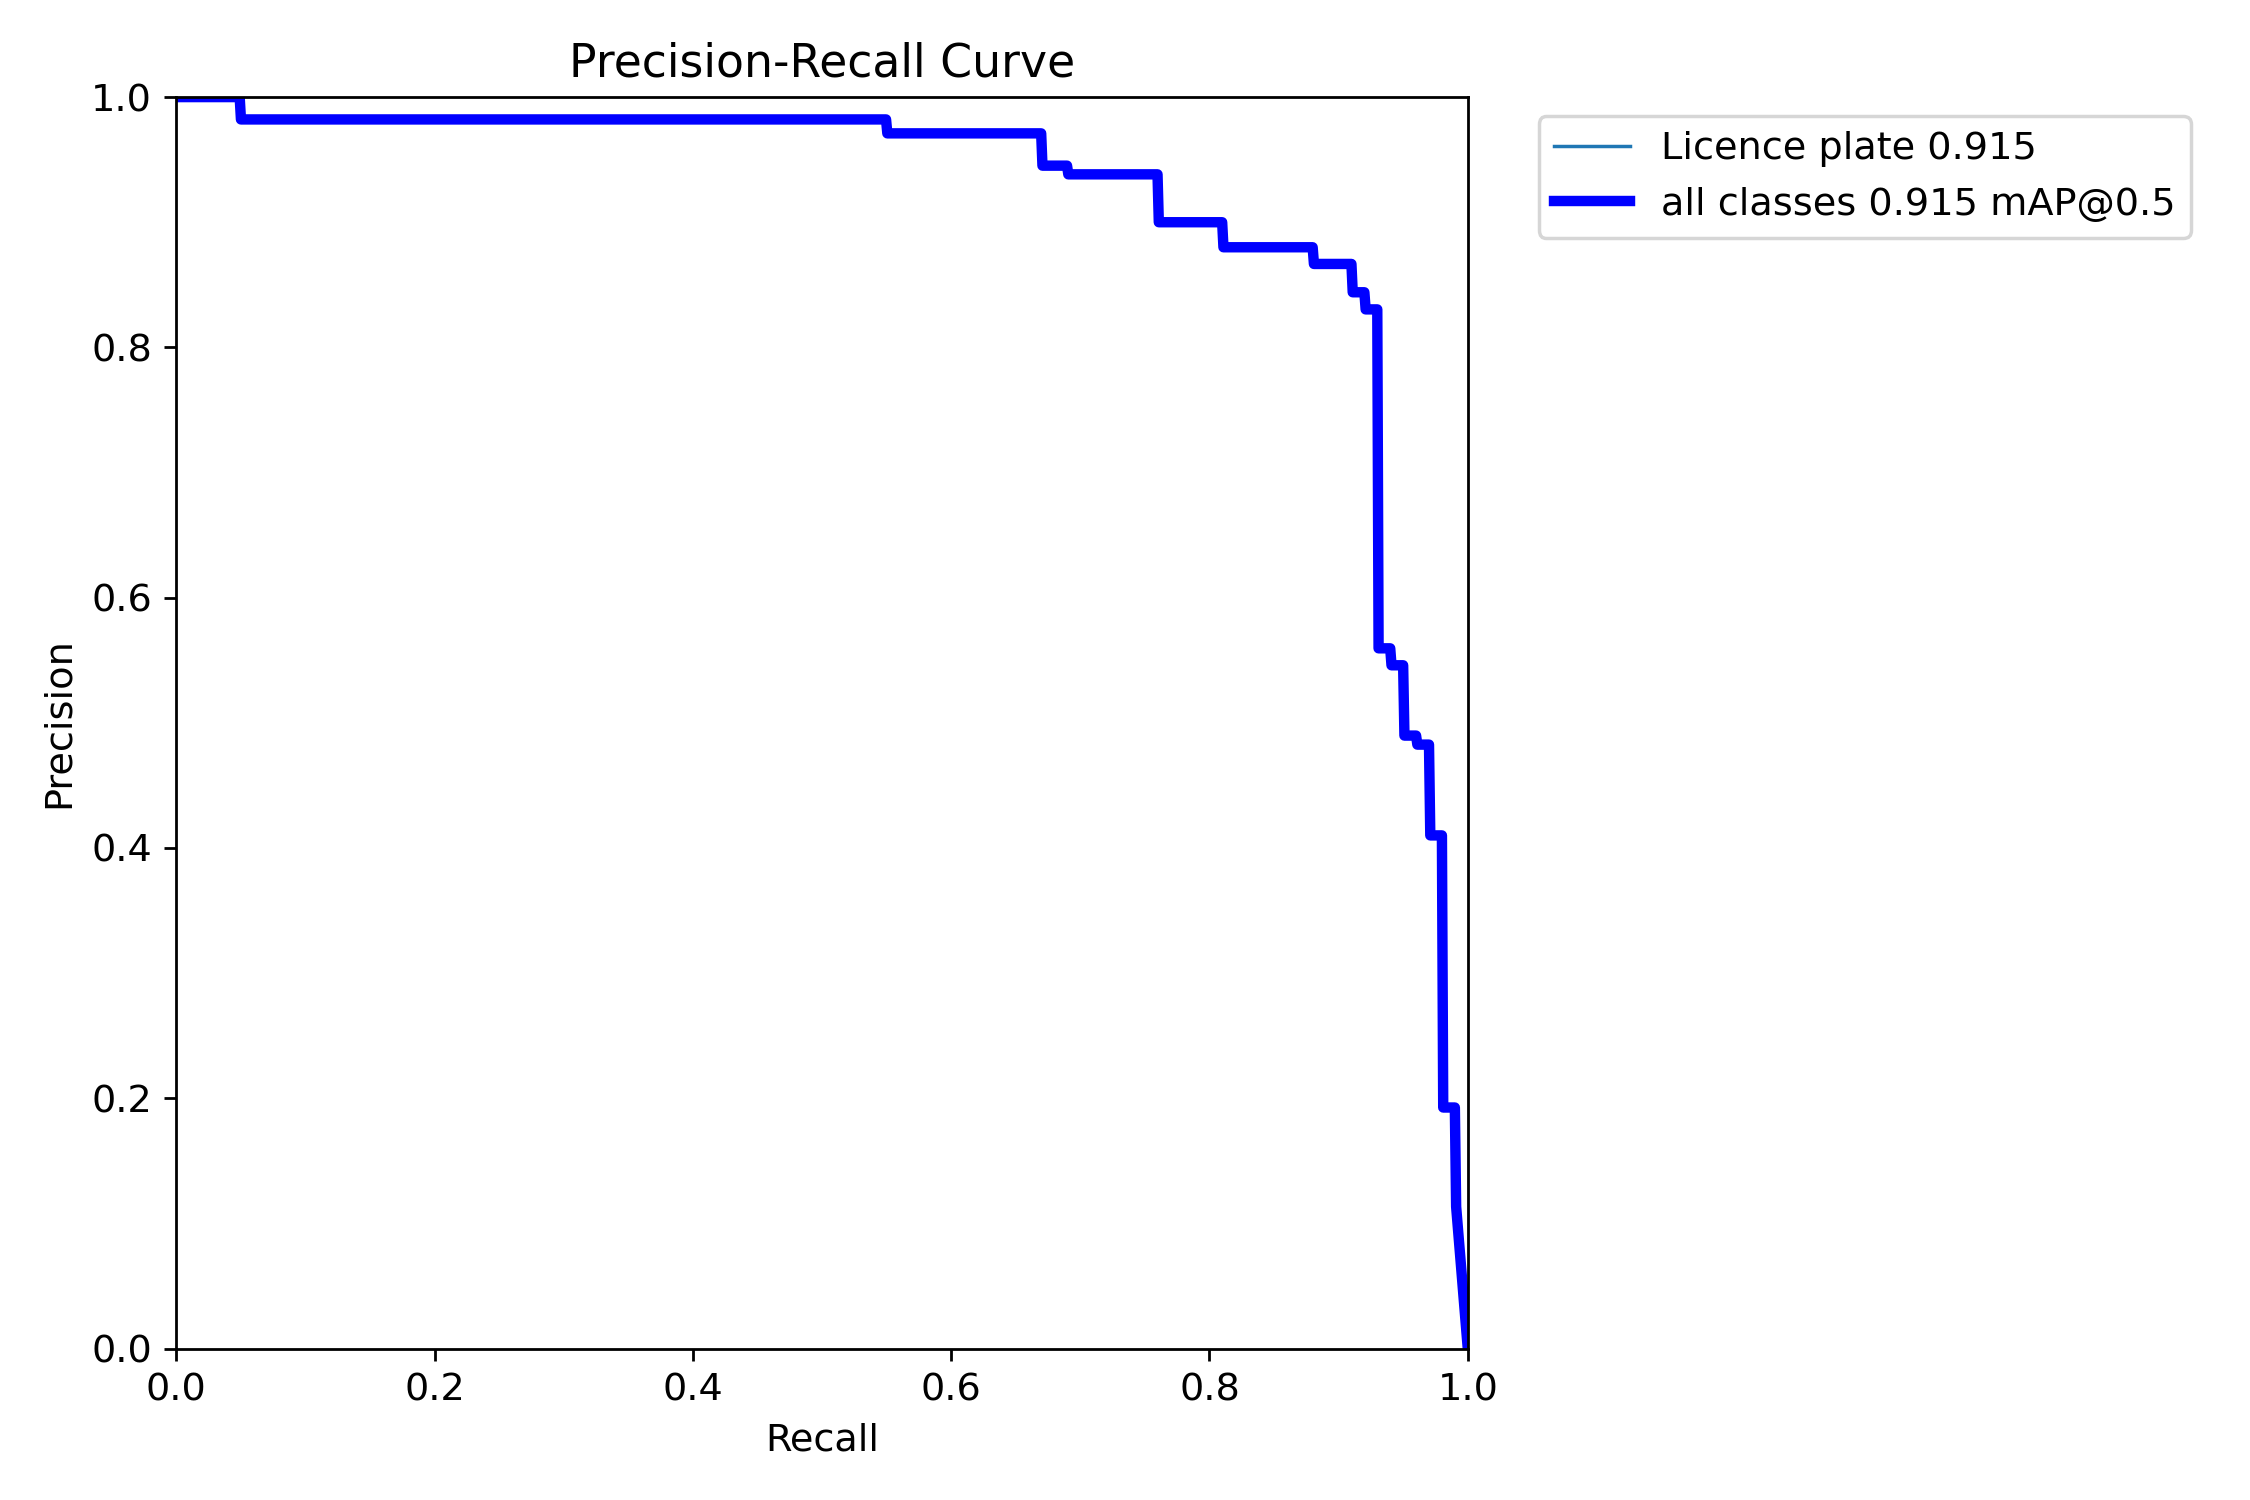 Precision-Recall Curve
Licence plate 0.915
all classes 0.915 mAP@0.5
Precision
1.0
0.8
0.6
0.4
0.2
0.0
0.0 0.2 0.4 0.6 0.8 1.0
Recall